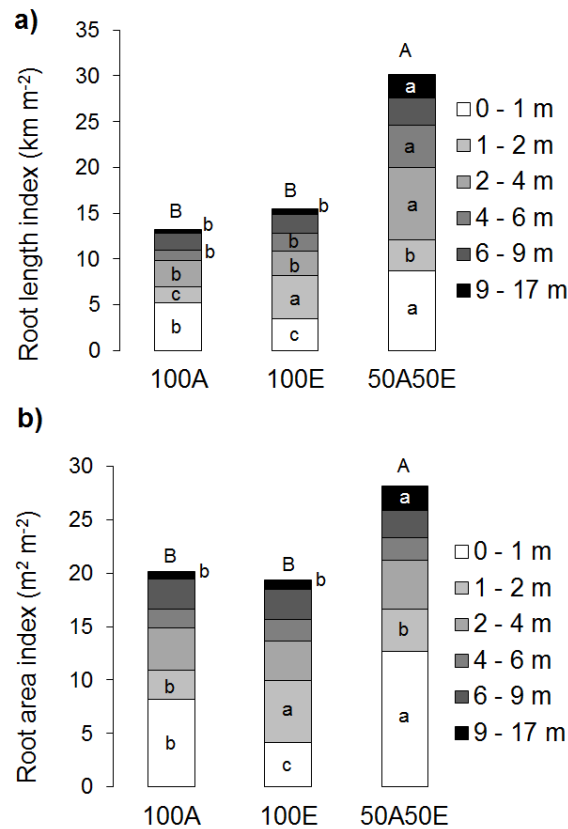 a)
Root length index (km m-2)
35
30
25
20
15
10
5
0
B
b
b
b
c
b
B
b
b
b
a
c
A
a
a
a
b
a
0 - 1 m
1 - 2 m
2 - 4 m
4 - 6 m
6 - 9 m
9 - 17 m
100A 100E 50A50E
b)
Root area index (m² m-2)
30
25
20
15
10
5
0
B
b
b
b
B
b
a
c
A
a
b
a
0 - 1 m
1 - 2 m
2 - 4 m
4 - 6 m
6 - 9 m
9 - 17 m
100A 100E 50A50E